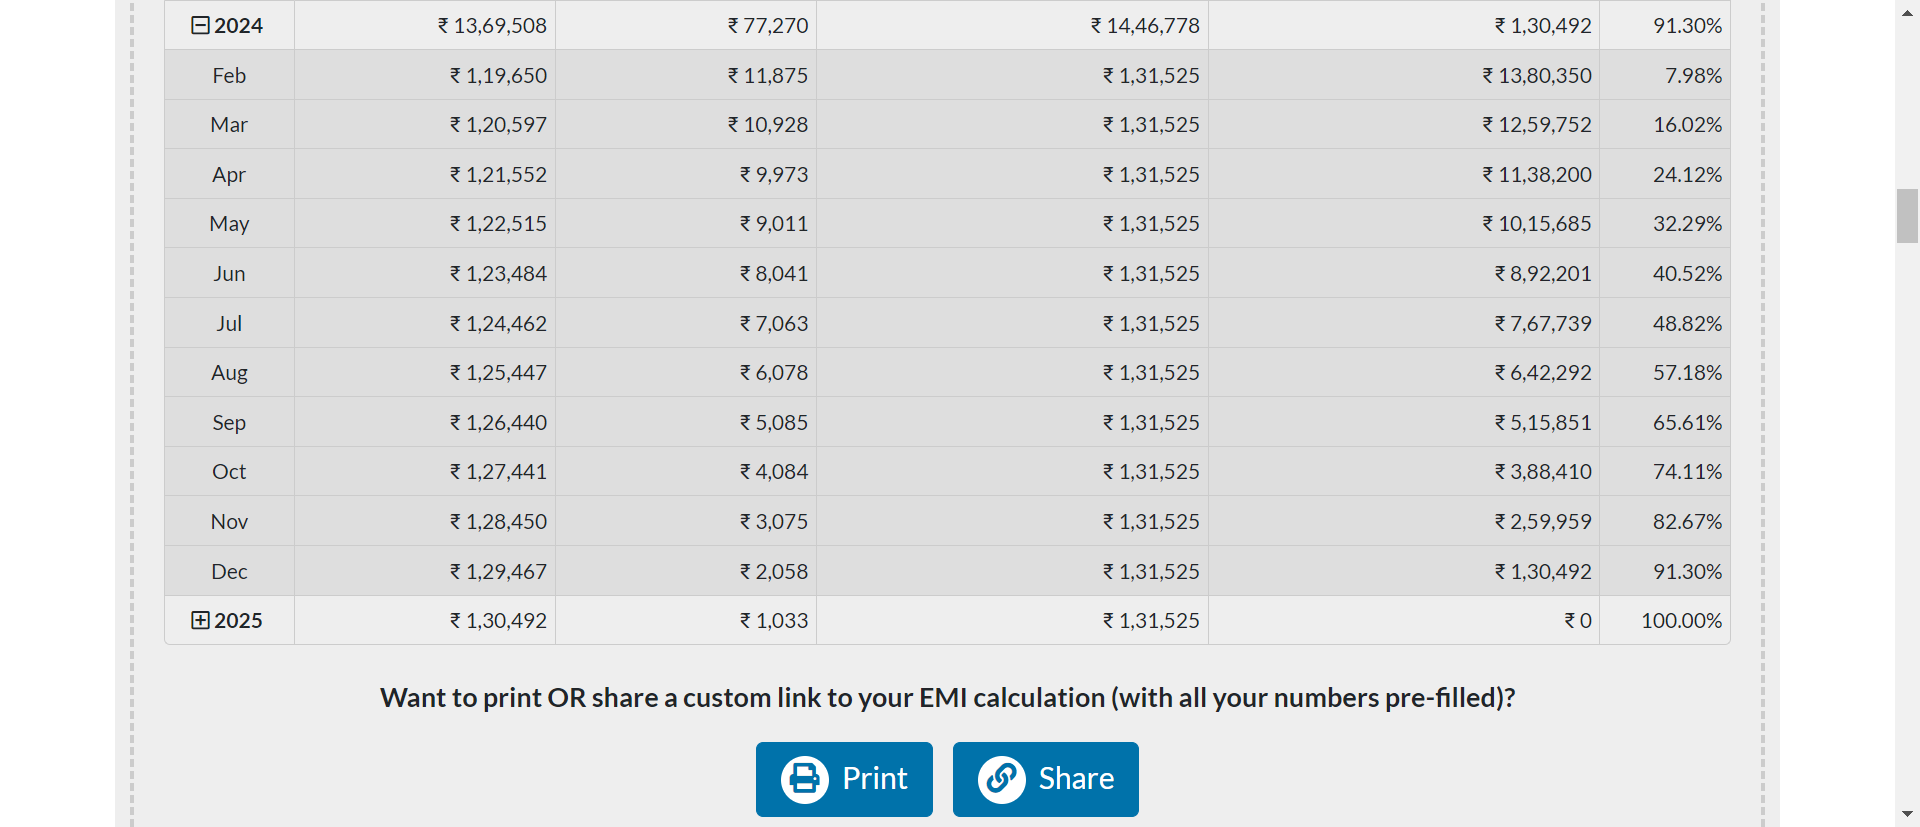 2024 ₹ 13,69,508 ₹ 77,270 ₹ 14,46,778 ₹ 1,30,492 91.30%
Feb ₹ 1,19,650 ₹ 11,875 ₹ 1,31,525 ₹ 13,80,350 7.98%
Mar ₹ 1,20,597 ₹ 10,928 ₹ 1,31,525 ₹ 12,59,752 16.02%
Apr ₹ 1,21,552 ₹ 9,973 ₹ 1,31,525 ₹ 11,38,200 24.12%
May ₹ 1,22,515 ₹ 9,011 ₹ 1,31,525 ₹ 10,15,685 32.29%
Jun ₹ 1,23,484 ₹ 8,041 ₹ 1,31,525 ₹ 8,92,201 40.52%
Jul ₹ 1,24,462 ₹ 7,063 ₹ 1,31,525 ₹ 7,67,739 48.82%
Aug ₹ 1,25,447 ₹ 6,078 ₹ 1,31,525 ₹ 6,42,292 57.18%
Sep ₹ 1,26,440 ₹ 5,085 ₹ 1,31,525 ₹ 5,15,851 65.61%
Oct ₹ 1,27,441 ₹ 4,084 ₹ 1,31,525 ₹ 3,88,410 74.11%
Nov ₹ 1,28,450 ₹ 3,075 ₹ 1,31,525 ₹ 2,59,959 82.67%
Dec ₹ 1,29,467 ₹ 2,058 ₹ 1,31,525 ₹ 1,30,492 91.30%
2025 ₹ 1,30,492 ₹ 1,033 ₹ 1,31,525 ₹ 0 100.00%
Want to print OR share a custom link to your EMI calculation (with all your numbers pre-filled)?
Print Share